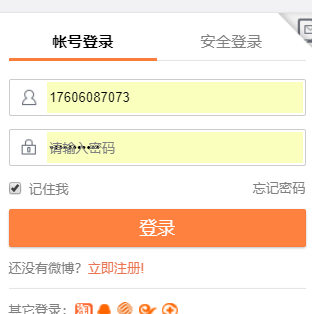 帐号登录 安全登录
17606087073
请输入密码
记住我 忘记密码
登录
还没有微博？立即注册!
其它登录： 淘